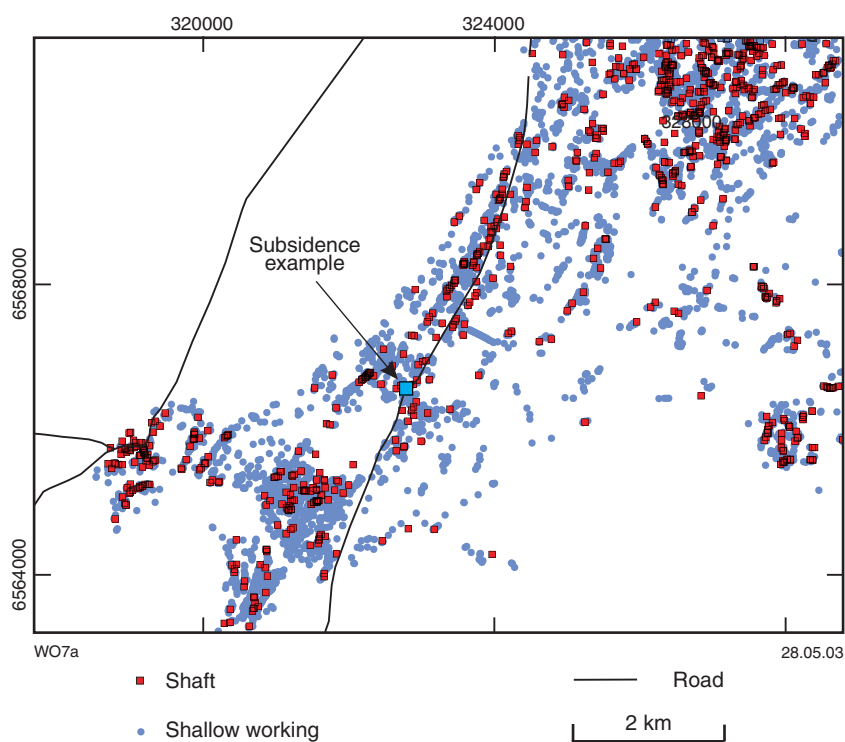 320000
324000
328000
Subsidence
example
6568000
6564000
WO7a
28.05.03
Shaft
Road
Shallow working
2 km